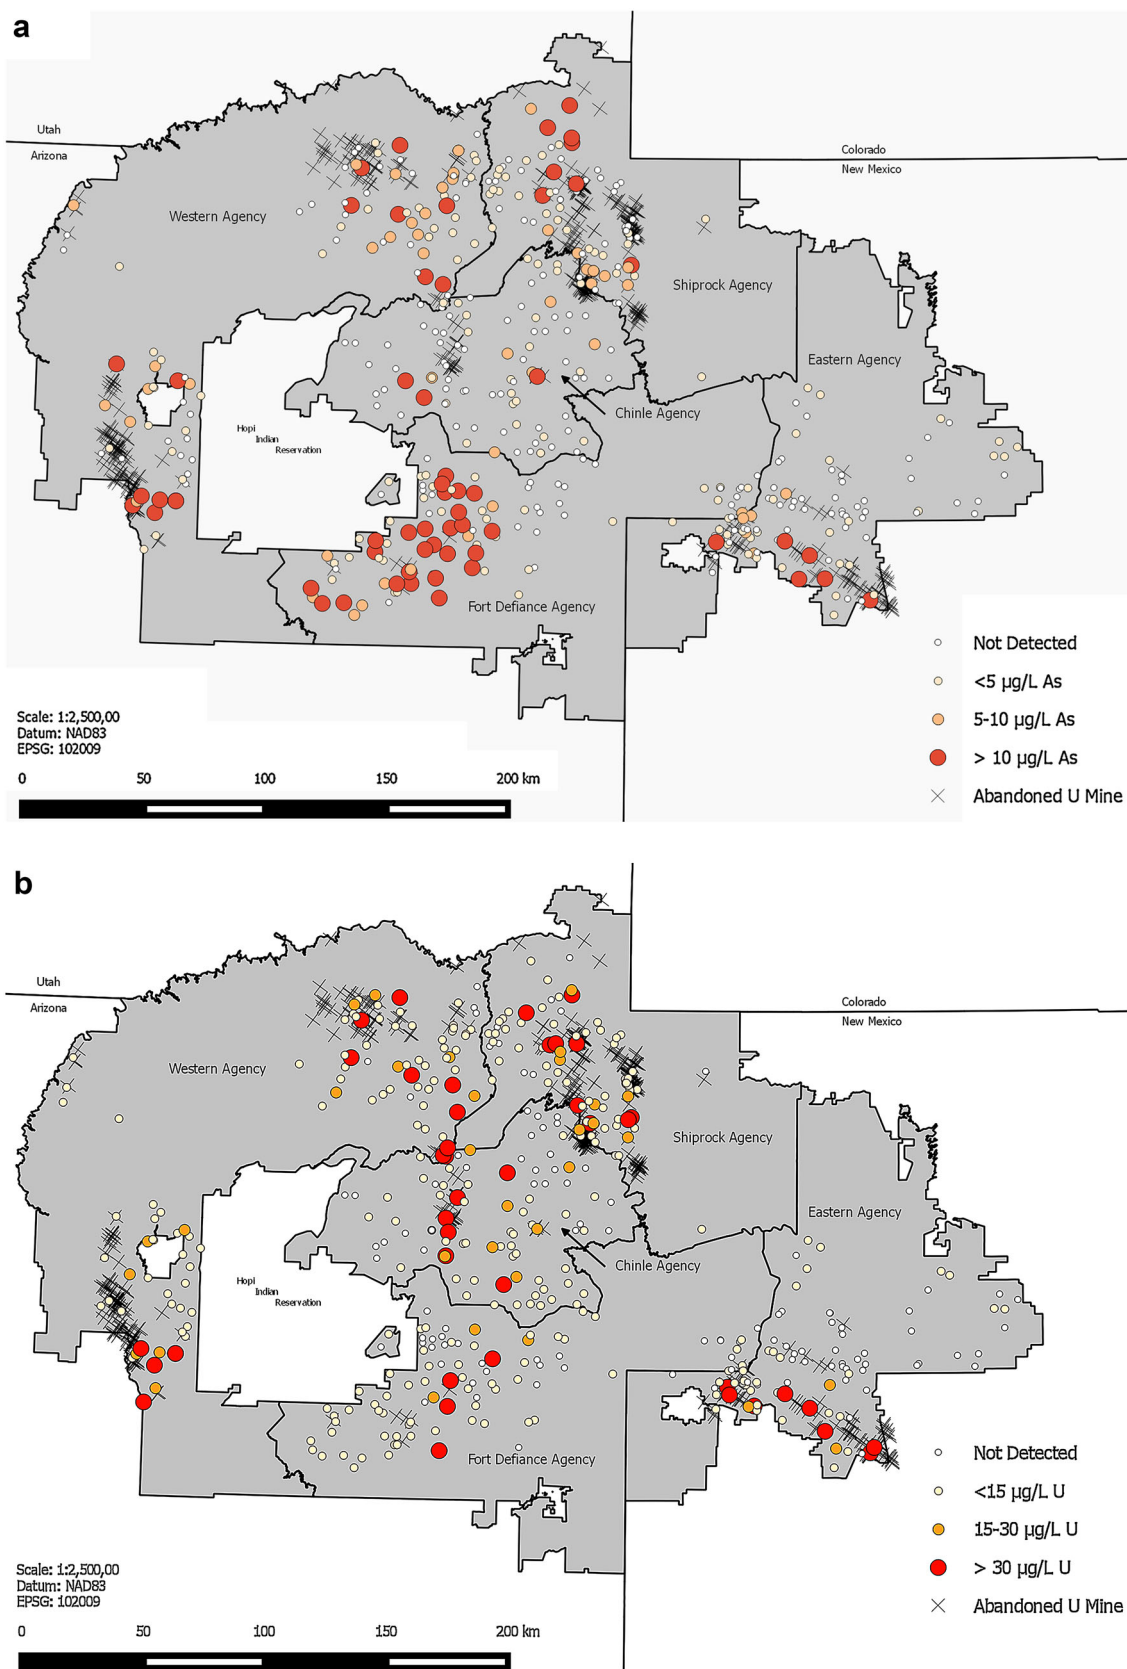 a
Utah
Arizona
Colorado
New Mexico
Western Agency
Shiprock Agency
Eastern Agency
Chinle Agency
Hopi
Indian
Reservation
Fort Defiance Agency
Not Detected
<5 µg/L As
5-10 µg/L As
> 10 µg/L As
Abandoned U Mine
Scale: 1:2,500,00
Datum: NAD83
EPSG: 102009
0 50 100 150 200 km
b
Utah
Arizona
Colorado
New Mexico
Western Agency
Shiprock Agency
Eastern Agency
Chinle Agency
Hopi
Indian
Reservation
Fort Defiance Agency
Not Detected
<15 µg/L U
15-30 µg/L U
> 30 µg/L U
Abandoned U Mine
Scale: 1:2,500,00
Datum: NAD83
EPSG: 102009
0 50 100 150 200 km